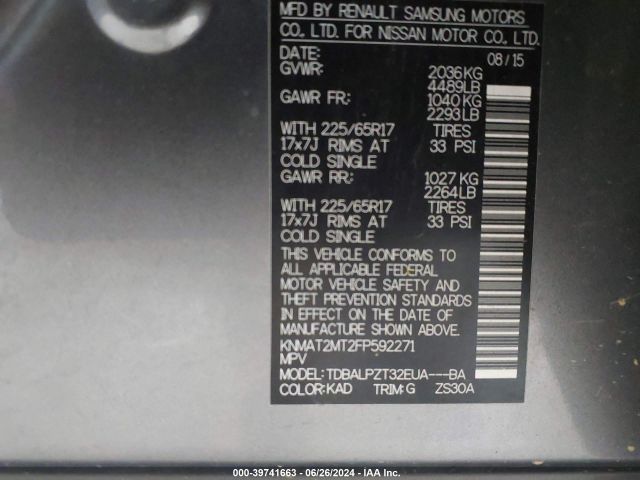 MFD BY RENAULT SAMSUNG MOTORS
CO., LTD. FOR NISSAN MOTOR CO., LTD.
DATE: 08/15
GVWR: 2036KG
4489LB
GAWR FR: 1040KG
2293LB
WITH 225/65R17 TIRES
17x7J RIMS AT 33 PSI
COLD SINGLE
GAWR RR: 1027 KG
2264LB
WITH 225/65R17 TIRES
17x7J RIMS AT 33 PSI
COLD SINGLE
THIS VEHICLE CONFORMS TO
ALL APPLICABLE FEDERAL
MOTOR VEHICLE SAFETY AND
THEFT PREVENTION STANDARDS
IN EFFECT ON THE DATE OF
MANUFACTURE SHOWN ABOVE.
KNMAT2MT2FP592271
MPV
MODEL: TDBALPZT32EUA---BA
COLOR: KAD TRIM: G ZS30A
000-39741663 - 06/26/2024 - IAA Inc.